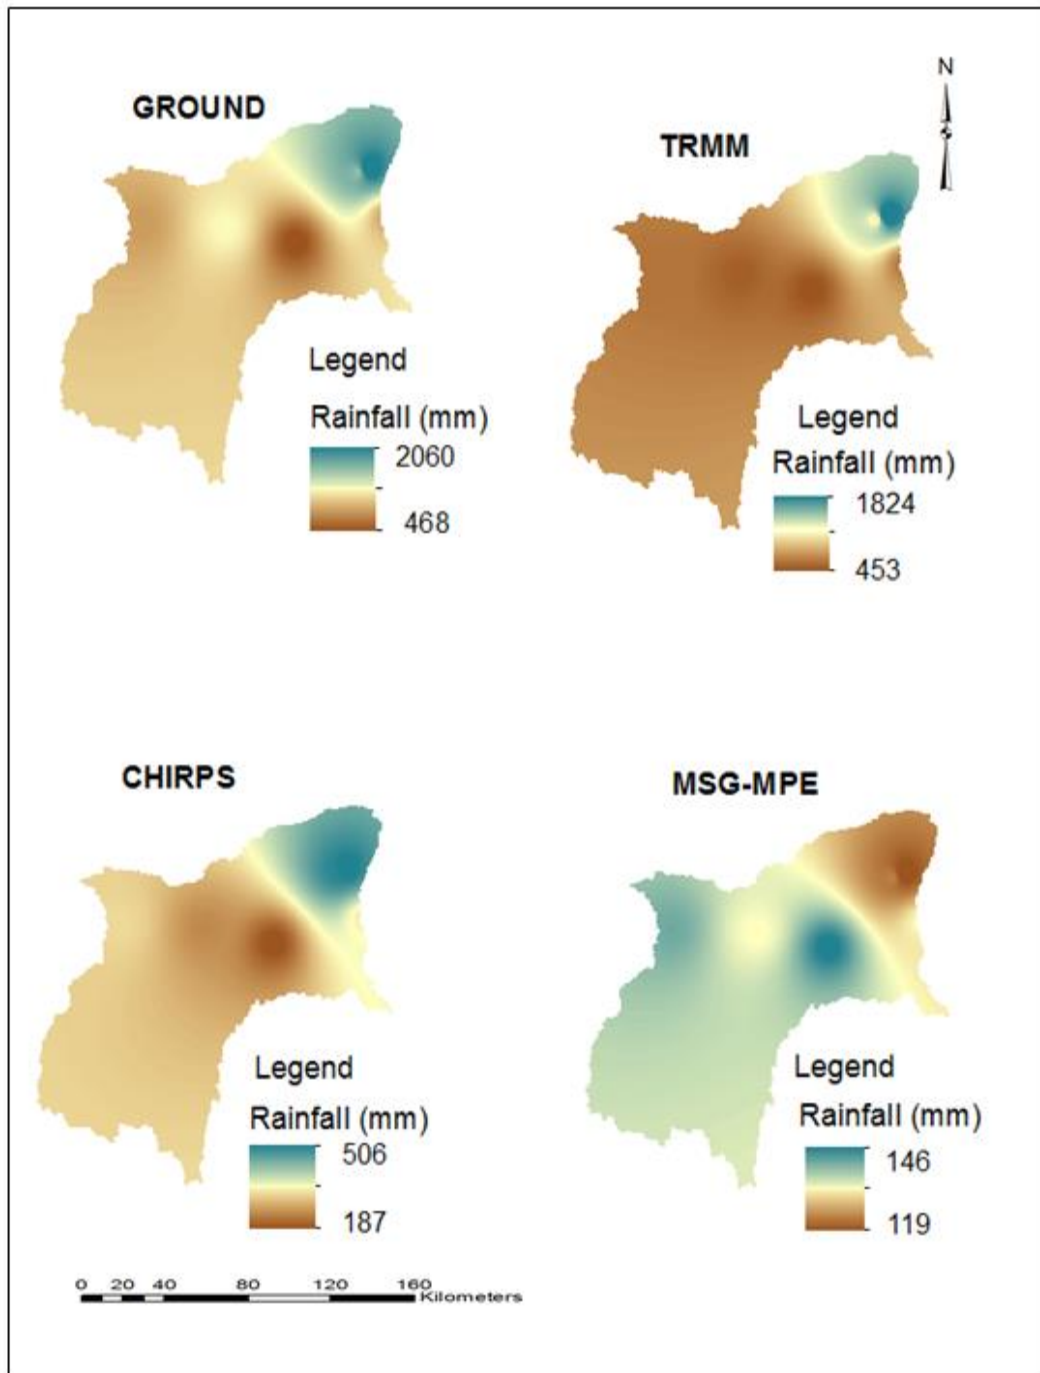 N
GROUND
TRMM
Legend
Rainfall (mm)
2060
468
Legend
Rainfall (mm)
1824
453
CHIRPS
MSG-MPE
Legend
Rainfall (mm)
506
187
Legend
Rainfall (mm)
146
119
0 20 40 80 120 160
Kilometers